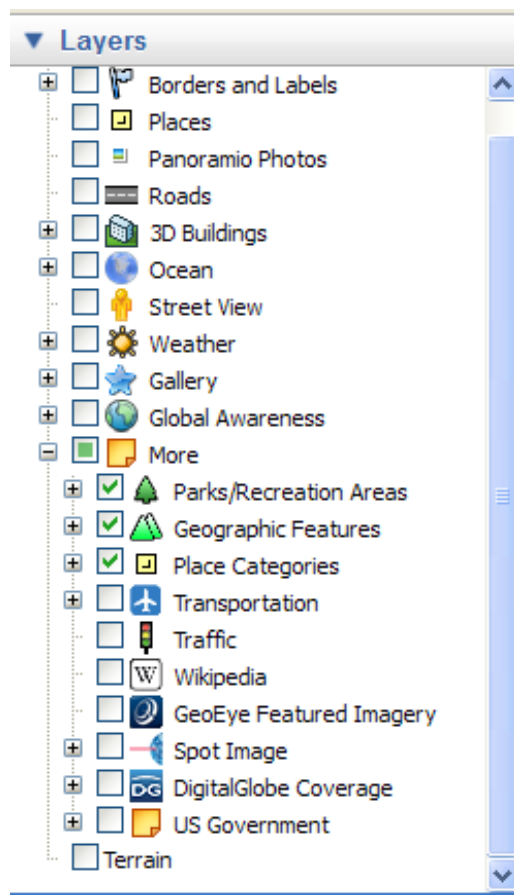 Layers
Borders and Labels
Places
Panoramio Photos
Roads
3D Buildings
Ocean
Street View
Weather
Gallery
Global Awareness
More
Parks/Recreation Areas
Geographic Features
Place Categories
Transportation
Traffic
W Wikipedia
GeoEye Featured Imagery
Spot Image
DG DigitalGlobe Coverage
US Government
Terrain